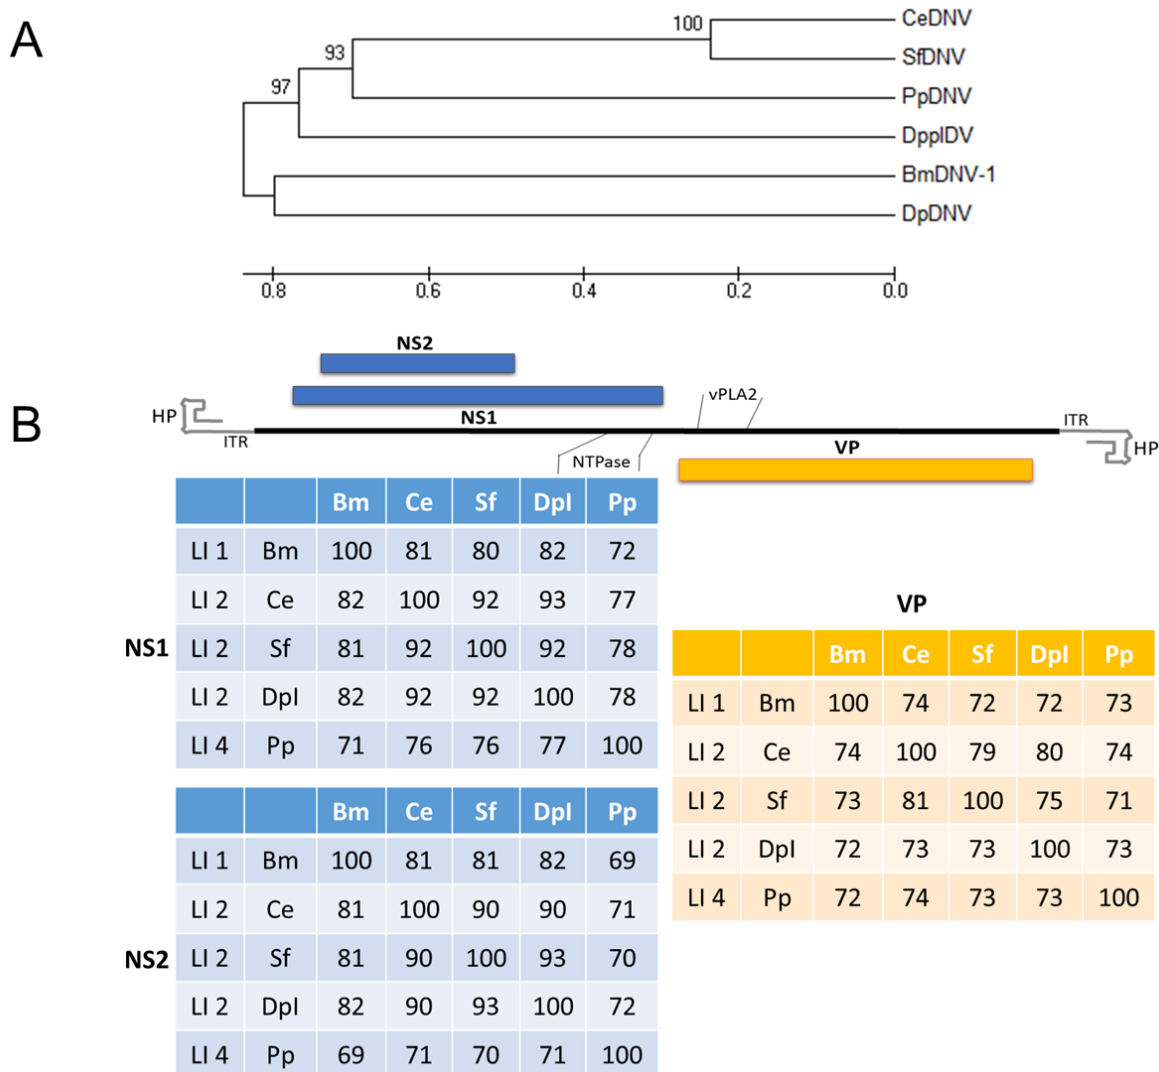 A
100
CeDNV
SfDNV
93
PpDNV
97
DpplDV
BmDNV-1
DpDNV
0.8 0.6 0.4 0.2 0.0
B
NS2
NS1
HP
ITR
NTPase
vPLA2
VP
ITR
HP
NS1
Bm Ce Sf Dpl Pp
LI 1 Bm 100 81 80 82 72
LI 2 Ce 82 100 92 93 77
LI 2 Sf 81 92 100 92 78
LI 2 Dpl 82 92 92 100 78
LI 4 Pp 71 76 76 77 100
NS2
Bm Ce Sf Dpl Pp
LI 1 Bm 100 81 81 82 69
LI 2 Ce 81 100 90 90 71
LI 2 Sf 81 90 100 93 70
LI 2 Dpl 82 90 93 100 72
LI 4 Pp 69 71 70 71 100
VP
Bm Ce Sf Dpl Pp
LI 1 Bm 100 74 72 72 73
LI 2 Ce 74 100 79 80 74
LI 2 Sf 73 81 100 75 71
LI 2 Dpl 72 73 73 100 73
LI 4 Pp 72 74 73 73 100